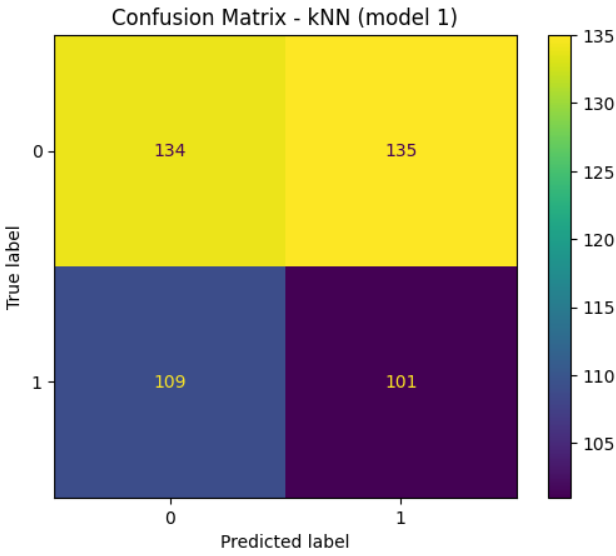 Confusion Matrix - kNN (model 1)
135
130
0 134 135
125
120
True label
115
1 109 101
110
105
0 1
Predicted label